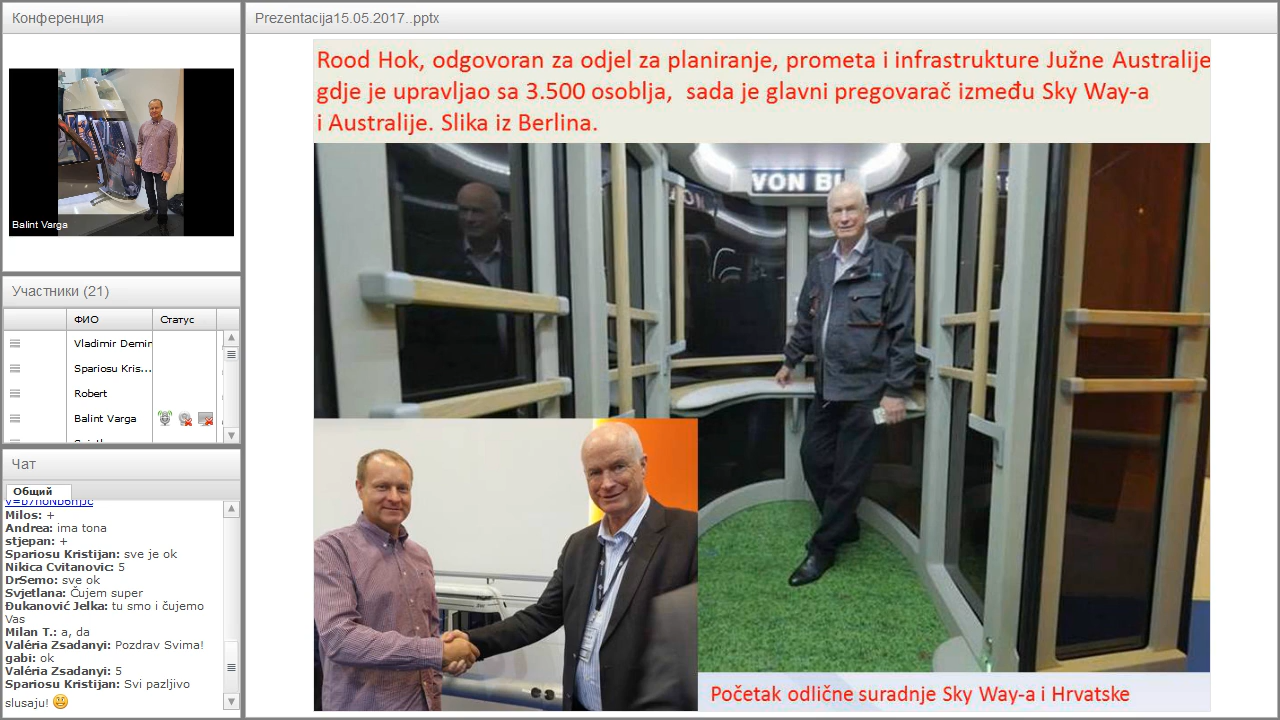 Конференция
Balint Varga
Участники (21)
ФИО
Статус
Vladimir Demin
Spariosu Kris...
Robert
Balint Varga
Чат
Общий
Milos: +
Andrea: ima tona
stjepan: +
Spariosu Kristijan: sve je ok
Nikica Cvitanovic: 5
DrSemo: sve ok
Svjetlana: Čujem super
Đukanović Jelka: tu smo i čujemo
Vas
Milan T.: a, da
Valéria Zsadanyi: Pozdrav Svima!
gabi: ok
Valéria Zsadanyi: 5
Spariosu Kristijan: Svi pazljivo
slusaju!
Prezentacija15.05.2017..pptx
Rood Hok, odgovoran za odjel za planiranje, prometa i infrastrukture Južne Australije
gdje je upravljao sa 3.500 osoblja,  sada je glavni pregovarač između Sky Way-a
i Australije. Slika iz Berlina.
VON BI
Početak odlične suradnje Sky Way-a i Hrvatske